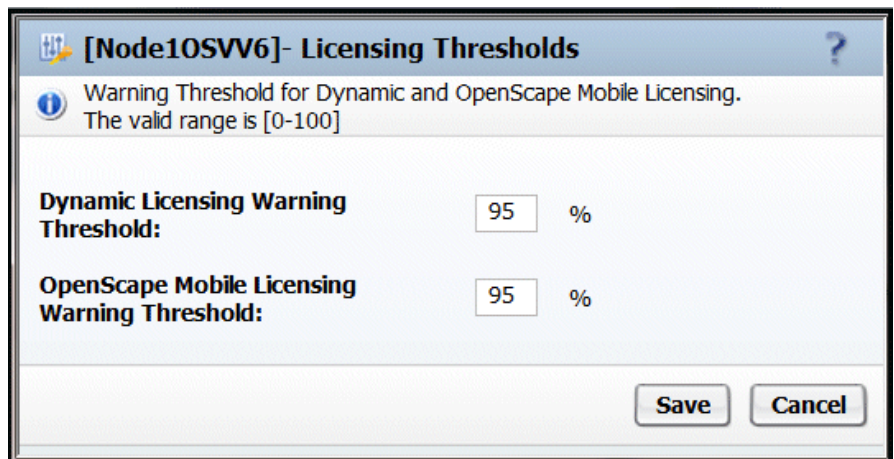 [Node1OSVV6]- Licensing Thresholds ?
Warning Threshold for Dynamic and OpenScape Mobile Licensing.
The valid range is [0-100]
Dynamic Licensing Warning
Threshold: 95 %
OpenScape Mobile Licensing
Warning Threshold: 95 %
Save Cancel